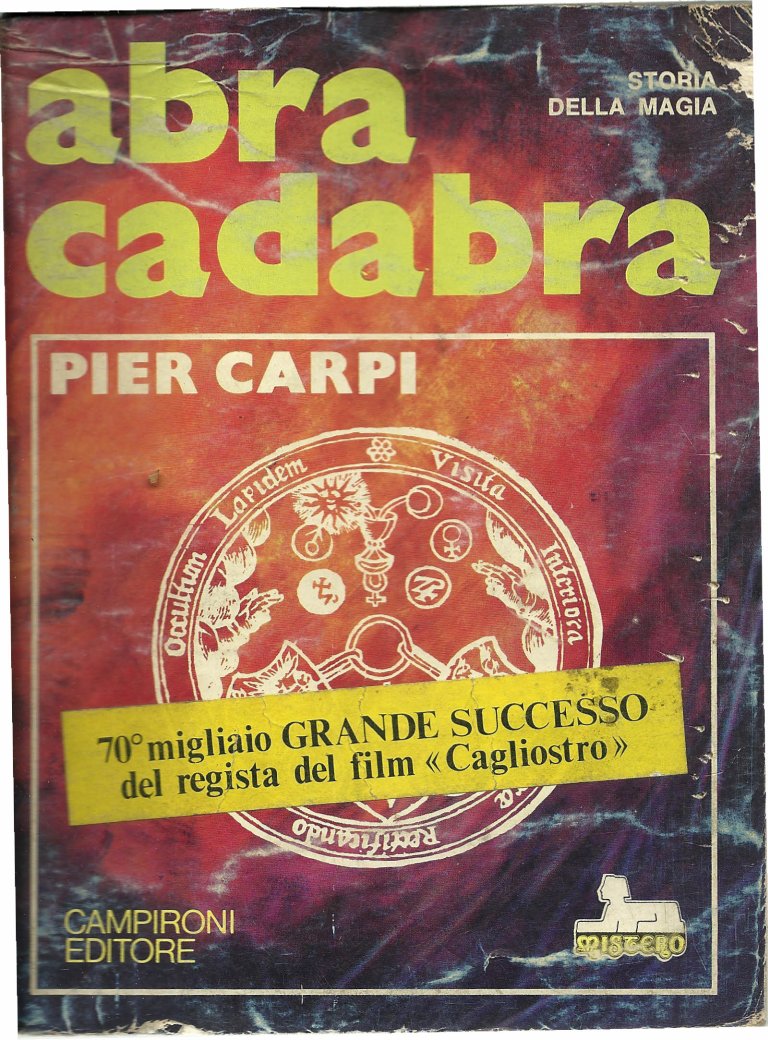 abra
cadabra
STORIA
DELLA MAGIA
PIER CARPI
Visita
Interiora
Rectificando
Occultum
Lapidem
70° migliaio GRANDE SUCCESSO
del regista del film «Cagliostro»
CAMPIRONI
EDITORE
MISTERO